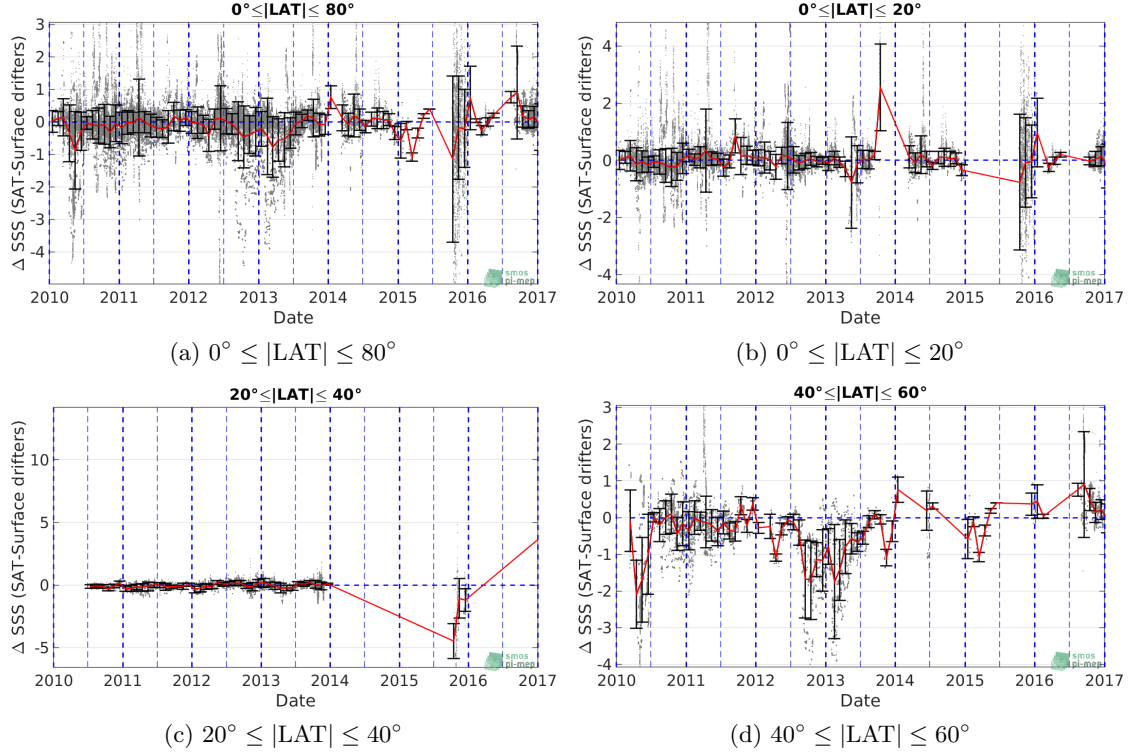 0°≤|LAT|≤ 80°
Δ SSS (SAT-Surface drifters)
3
2
1
0
-1
-2
-3
-4
2010 2011 2012 2013 2014 2015 2016 2017
Date
smos
pi-mep
(a) 0° ≤ |LAT| ≤ 80°
0°≤|LAT|≤ 20°
Δ SSS (SAT-Surface drifters)
4
2
0
-2
-4
2010 2011 2012 2013 2014 2015 2016 2017
Date
smos
pi-mep
(b) 0° ≤ |LAT| ≤ 20°
20°≤|LAT|≤ 40°
Δ SSS (SAT-Surface drifters)
10
5
0
-5
2010 2011 2012 2013 2014 2015 2016 2017
Date
smos
pi-mep
(c) 20° ≤ |LAT| ≤ 40°
40°≤|LAT|≤ 60°
Δ SSS (SAT-Surface drifters)
3
2
1
0
-1
-2
-3
-4
2010 2011 2012 2013 2014 2015 2016 2017
Date
smos
pi-mep
(d) 40° ≤ |LAT| ≤ 60°